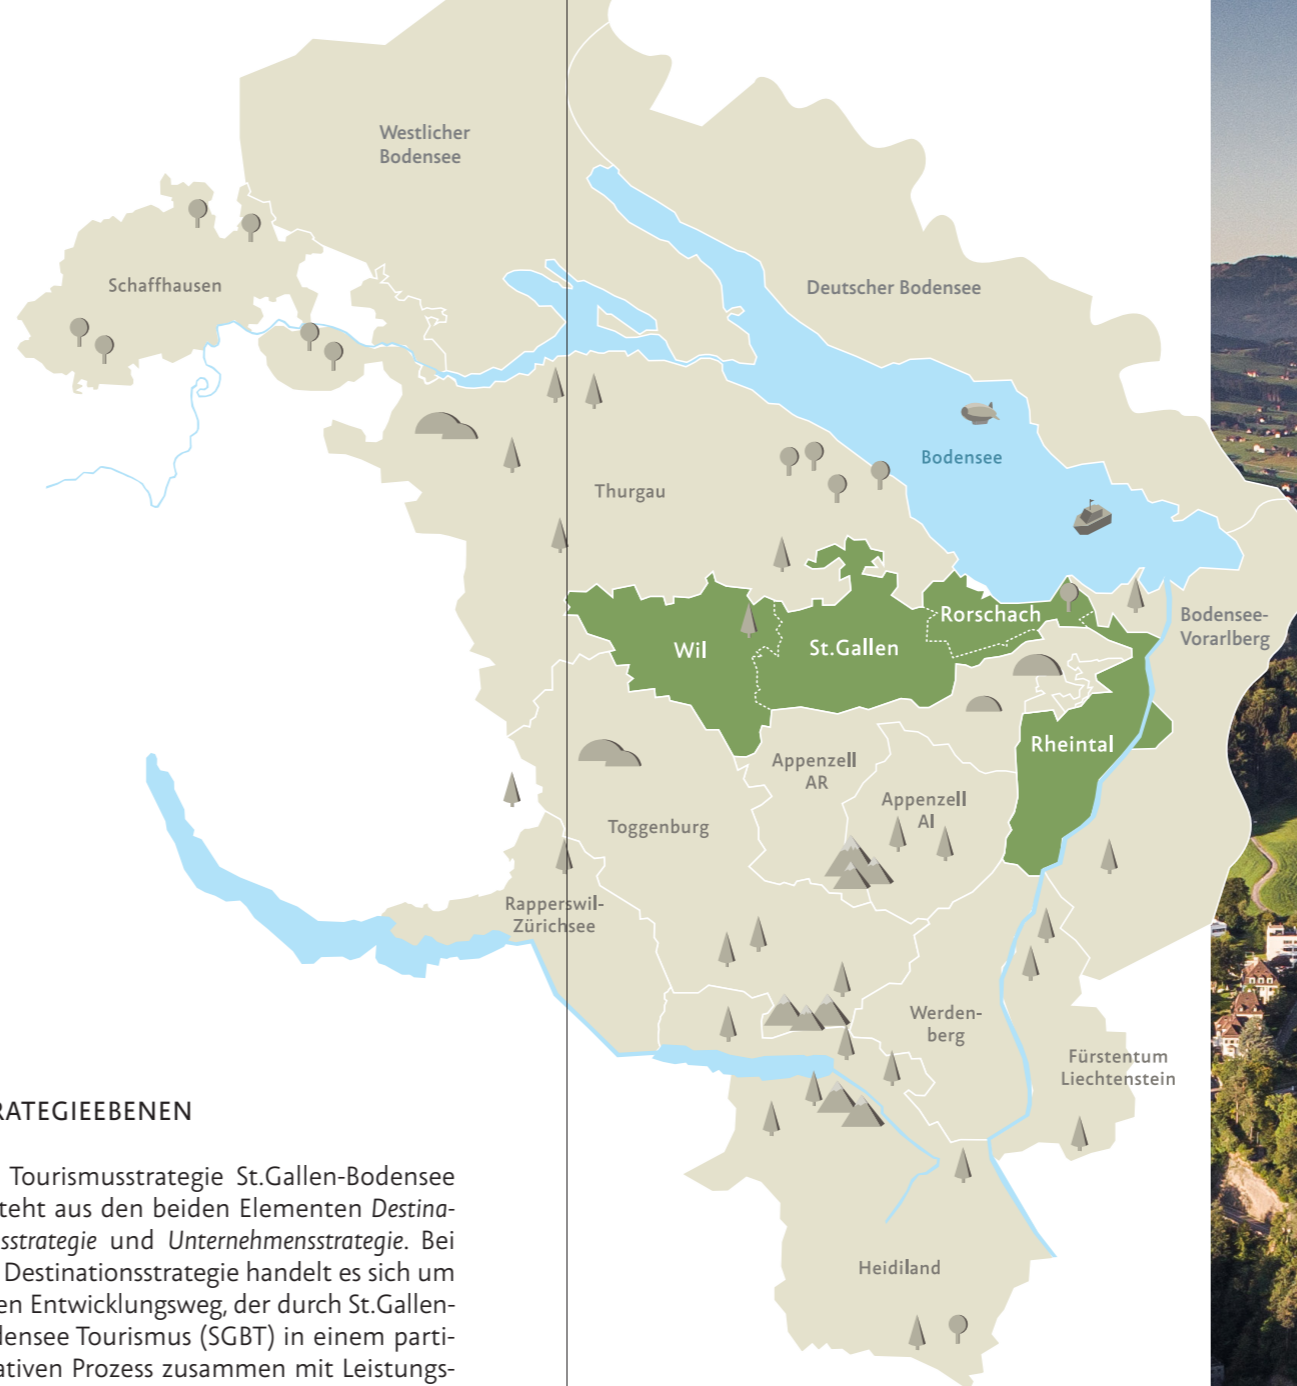 Westlicher
Bodensee
Schaffhausen
Deutscher Bodensee
Bodensee
Thurgau
Rorschach
Bodensee-
Vorarlberg
Wil
St.Gallen
Rheintal
Appenzell
AR
Appenzell
AI
Toggenburg
Rapperswil-
Zürichsee
Werden-
berg
Fürstentum
Liechtenstein
Heidiland
RATEGIEEBENEN
Tourismusstrategie St.Gallen-Bodensee
teht aus den beiden Elementen Destina-
sstrategie und Unternehmensstrategie. Bei
Destinationsstrategie handelt es sich um
en Entwicklungsweg, der durch St.Gallen-
densee Tourismus (SGBT) in einem parti-
ativen Prozess zusammen mit Leistungs-